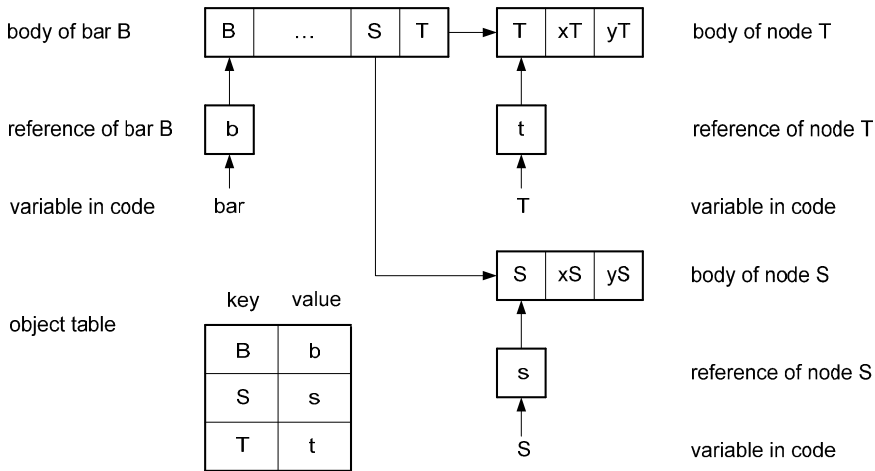 body of bar B B … S T T xT yT body of node T
reference of bar B b t reference of node T
variable in code bar T variable in code
S xS yS body of node S
key value
object table
B b
S s s reference of node S
T t S variable in code